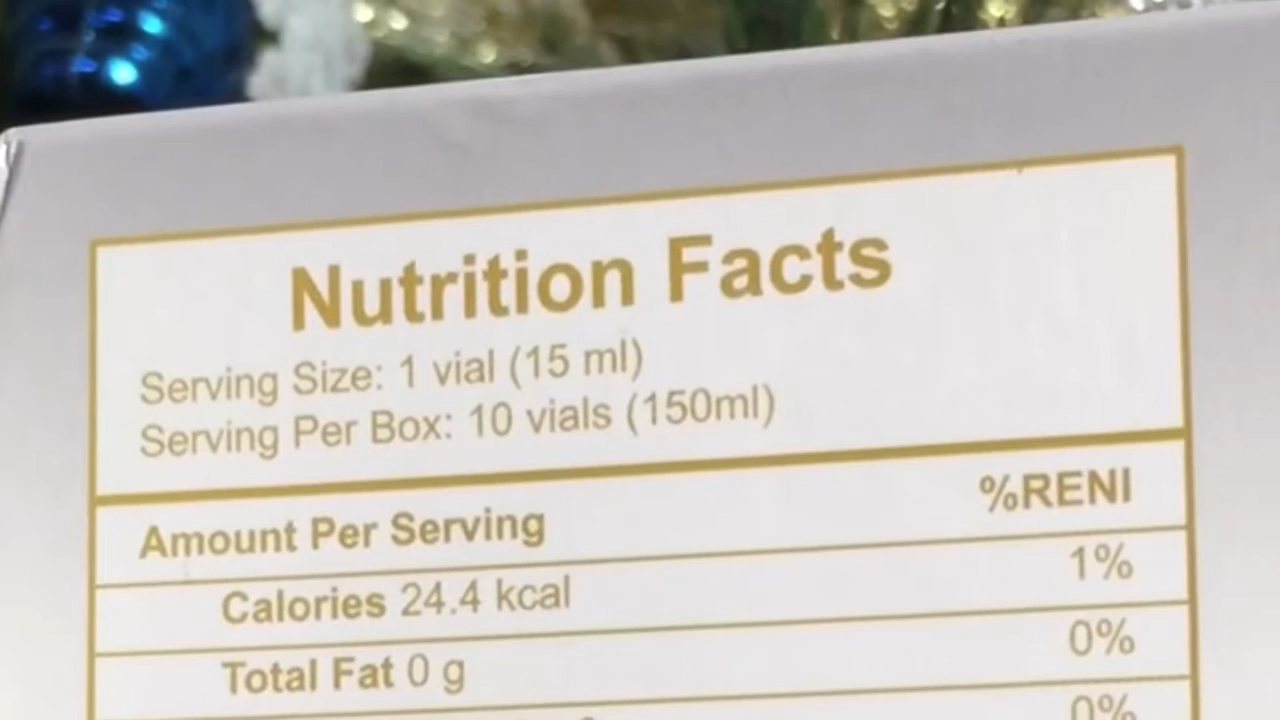 Nutrition Facts
Serving Size: 1 vial (15 ml)
Serving Per Box: 10 vials (150ml)
Amount Per Serving %RENI
Calories 24.4 kcal 1%
Total Fat 0 g 0%
0%